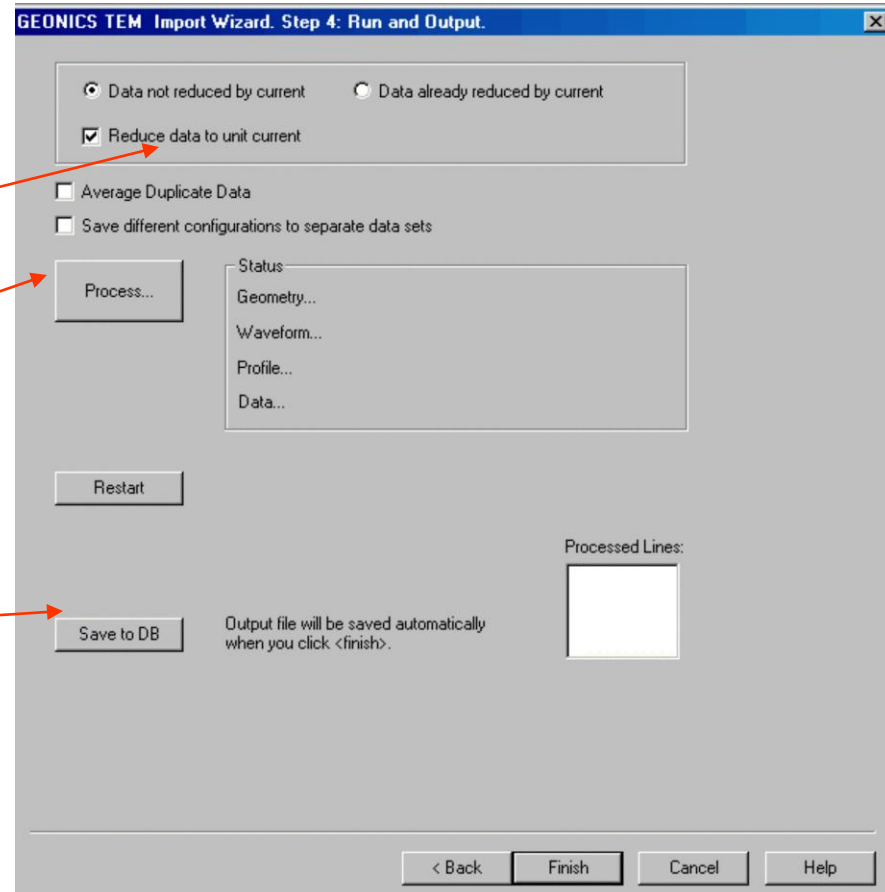 GEONICS TEM Import Wizard. Step 4: Run and Output.
Data not reduced by current Data already reduced by current
Reduce data to unit current
Average Duplicate Data
Save different configurations to separate data sets
Process... Status
Geometry...
Waveform...
Profile...
Data...
Restart
Processed Lines:
Save to DB Output file will be saved automatically
when you click <finish>.
< Back Finish Cancel Help